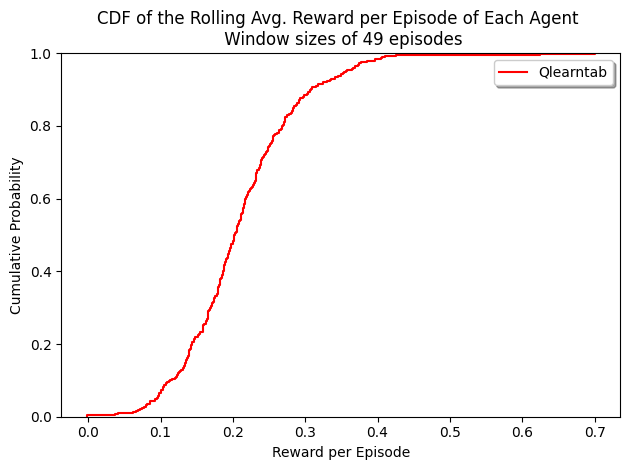 CDF of the Rolling Avg. Reward per Episode of Each Agent
Window sizes of 49 episodes
Qlearntab
Cumulative Probability
1.0
0.8
0.6
0.4
0.2
0.0
0.0 0.1 0.2 0.3 0.4 0.5 0.6 0.7
Reward per Episode